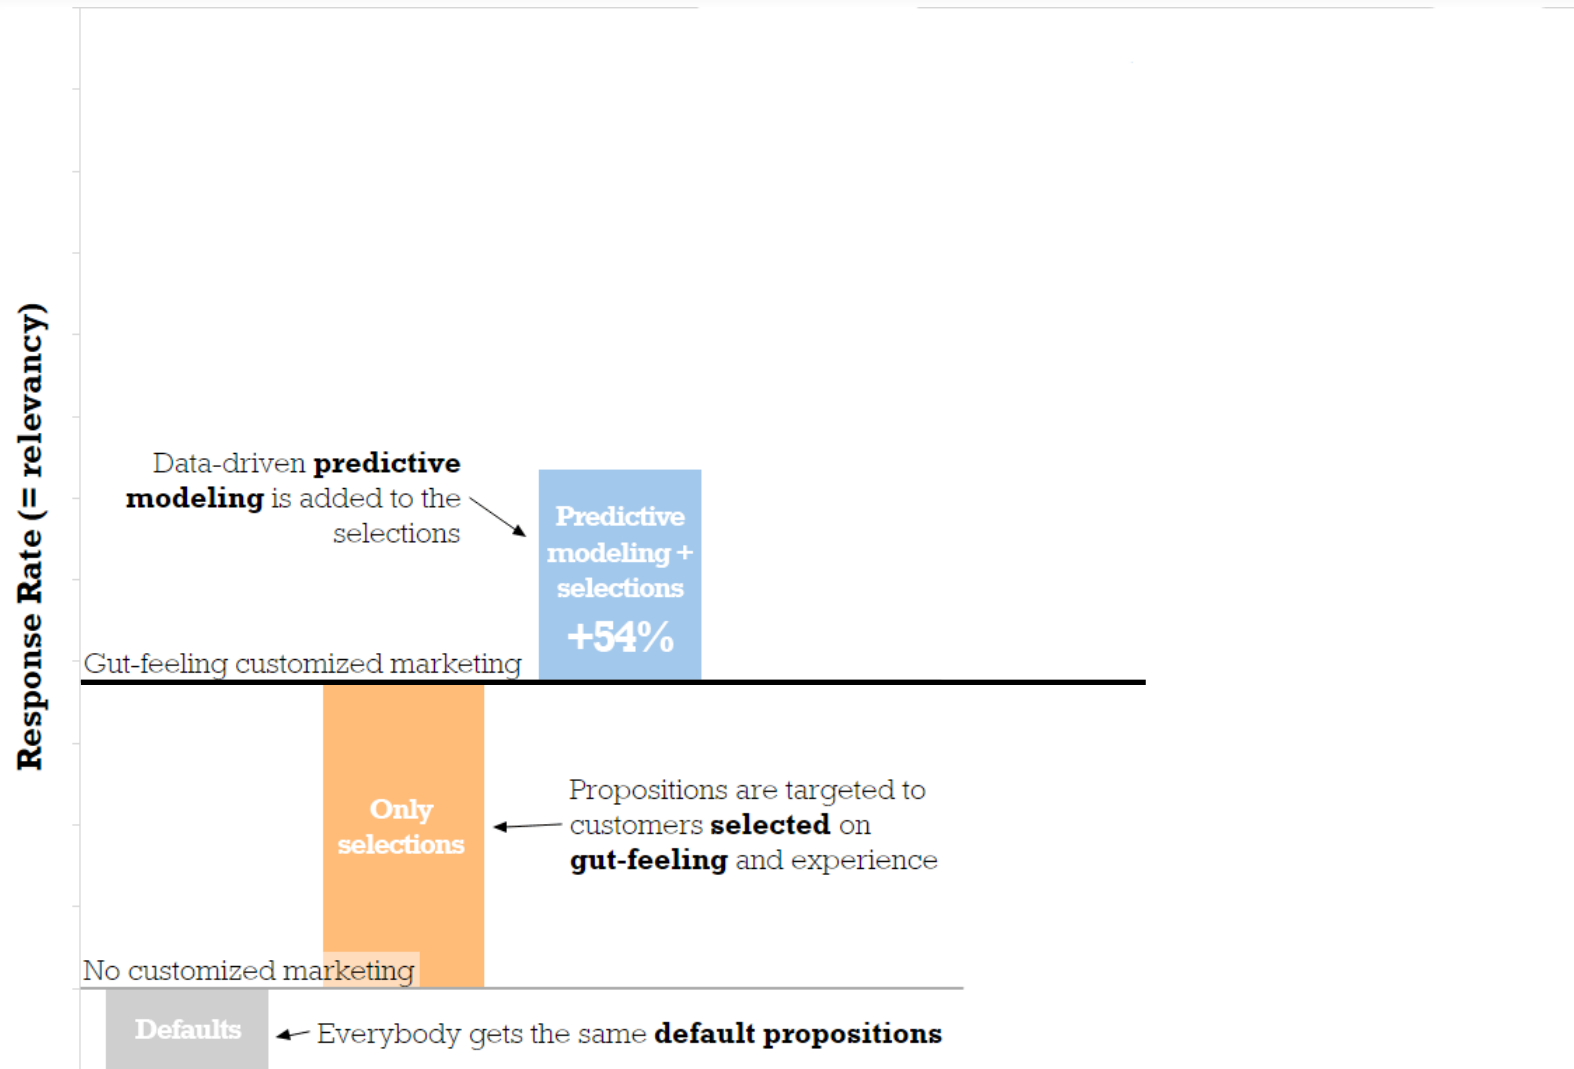 Response Rate (= relevancy)
Data-driven predictive
modeling is added to the
selections
Predictive
modeling +
selections
+54%
Gut-feeling customized marketing
Only
selections
Propositions are targeted to
customers selected on
gut-feeling and experience
No customized marketing
Defaults
Everybody gets the same default propositions